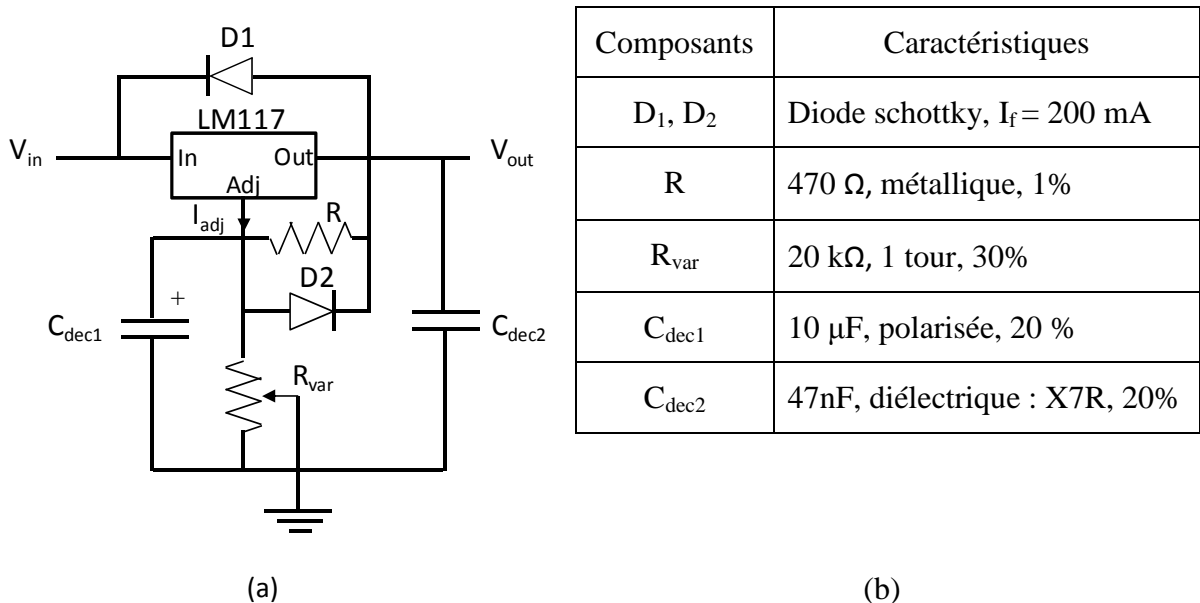 D1
LM117
V_in
In
Out
V_out
Adj
I_adj
R
D2
+
C_dec1
C_dec2
R_var
(a)
Composants Caractéristiques
D_1, D_2 Diode schottky, I_f = 200 mA
R 470 Ω, métallique, 1%
R_var 20 kΩ, 1 tour, 30%
C_dec1 10 μF, polarisée, 20 %
C_dec2 47nF, diélectrique : X7R, 20%
(b)